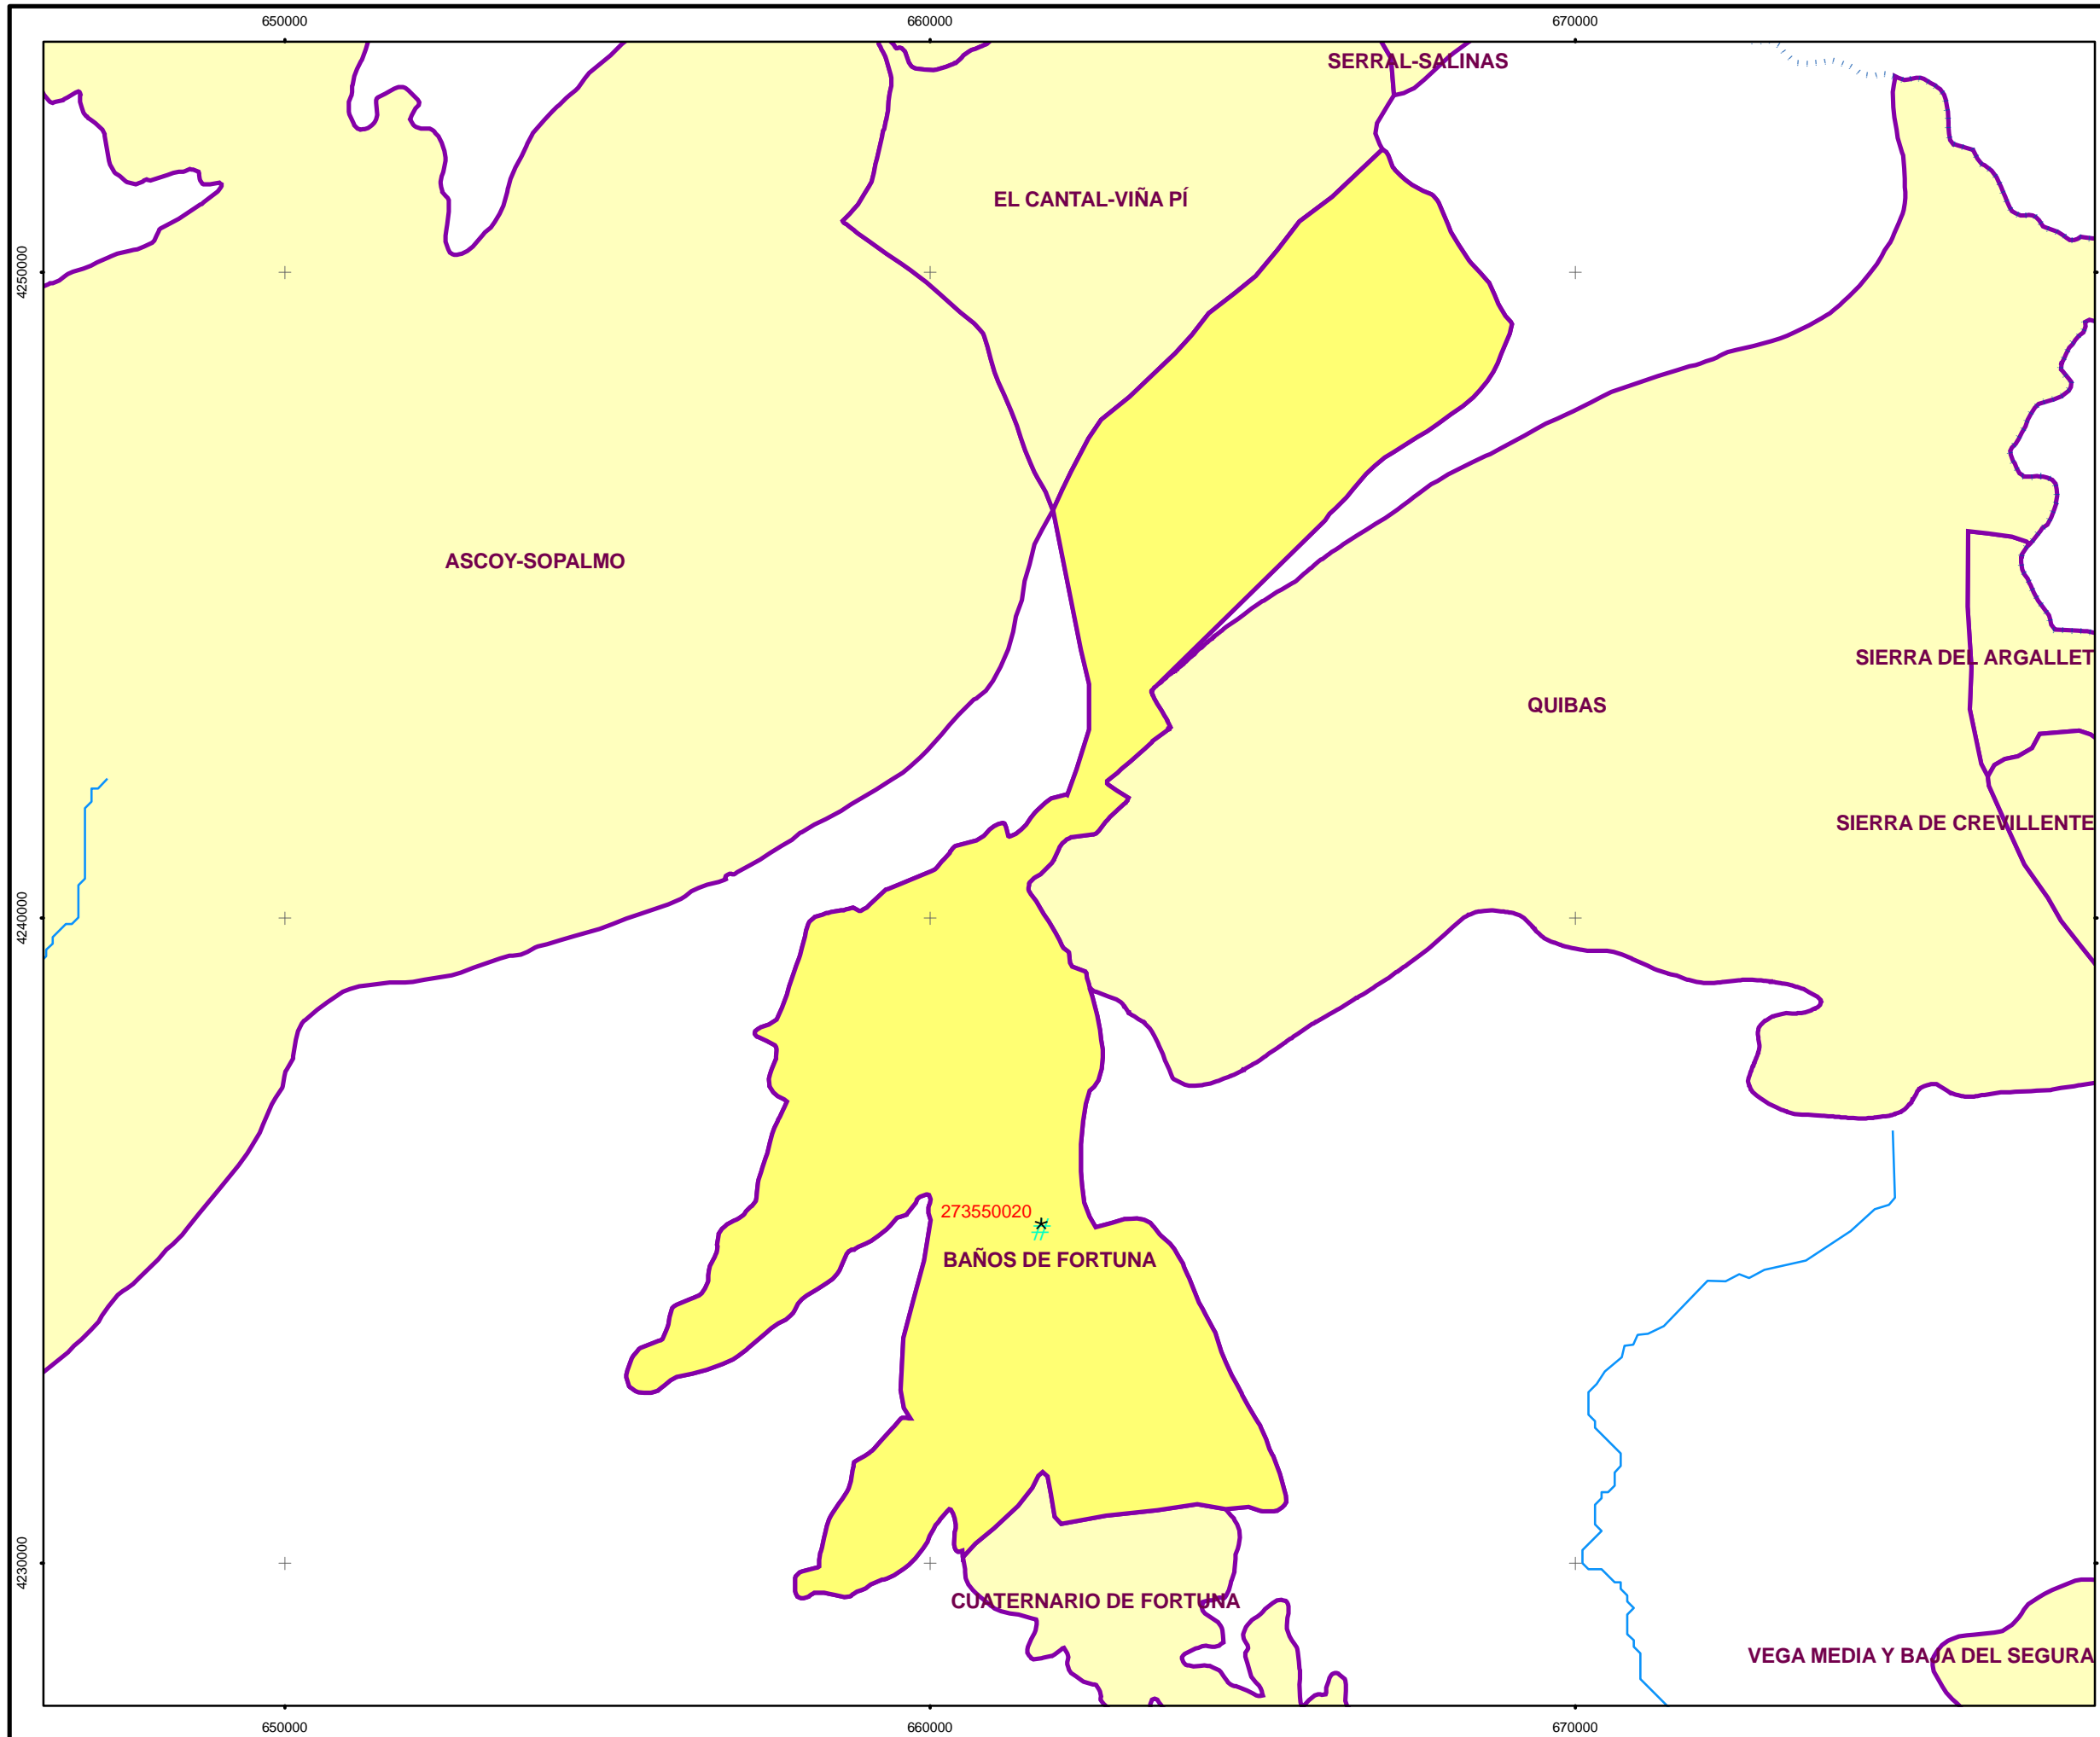 650000
660000
670000
SERRAL-SALINAS
EL CANTAL-VIÑA PÍ
4250000
ASCOY-SOPALMO
SIERRA DEL ARGALLET
QUIBAS
SIERRA DE CREVILLENTE
4240000
273550020
BAÑOS DE FORTUNA
4230000
CUATERNARIO DE FORTUNA
VEGA MEDIA Y BAJA DEL SEGURA
650000
660000
670000